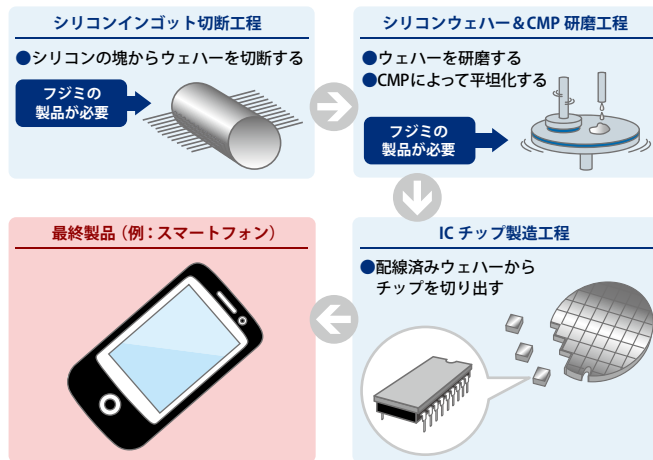 シリコンインゴット切断工程
●シリコンの塊からウェハーを切断する
フジミの
製品が必要
シリコンウェハー&CMP 研磨工程
●ウェハーを研磨する
●CMPによって平坦化する
フジミの
製品が必要
IC チップ製造工程
●配線済みウェハーから
チップを切り出す
最終製品（例：スマートフォン）